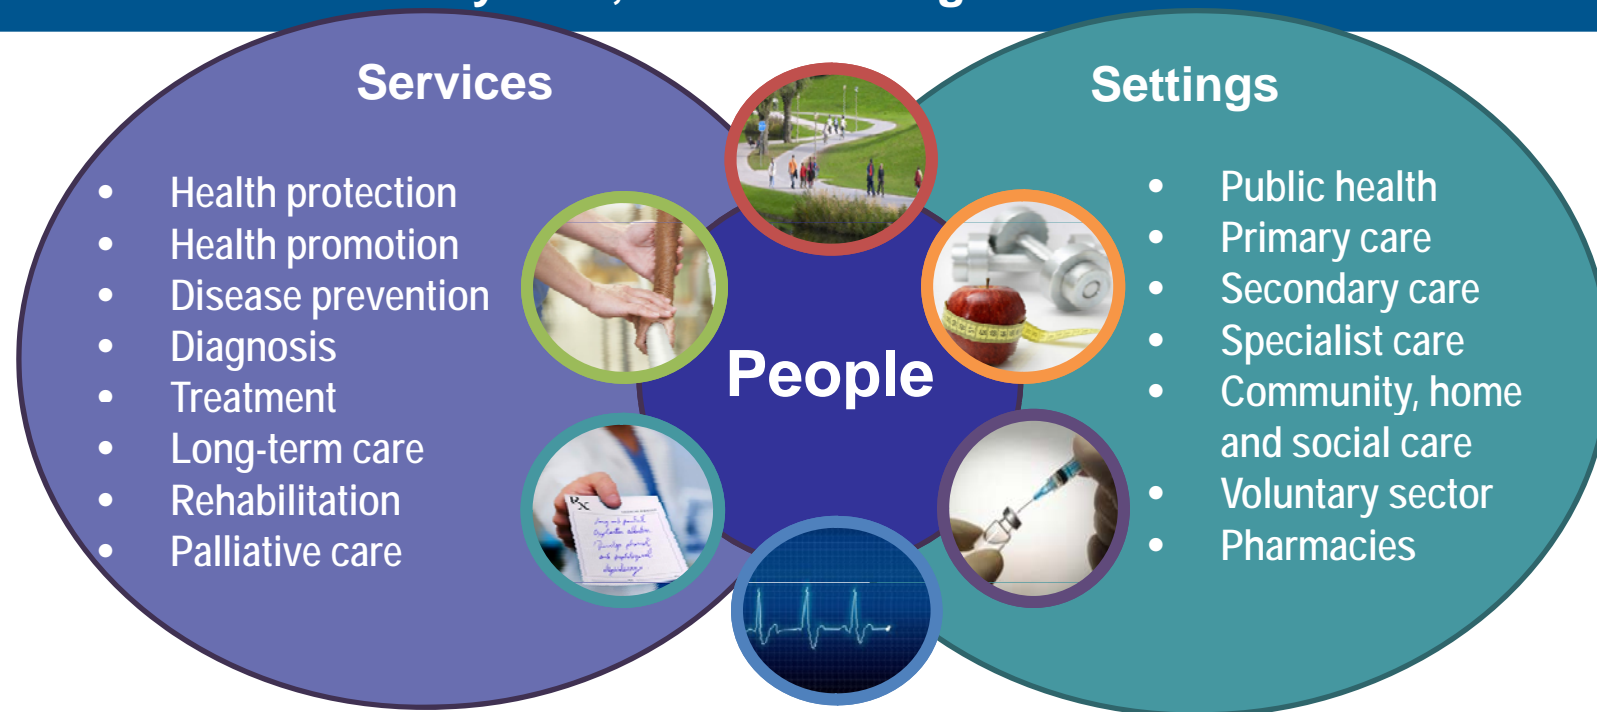 Services
• Health protection
• Health promotion
• Disease prevention
• Diagnosis
• Treatment
• Long-term care
• Rehabilitation
• Palliative care
People
Settings
• Public health
• Primary care
• Secondary care
• Specialist care
• Community, home
and social care
• Voluntary sector
• Pharmacies